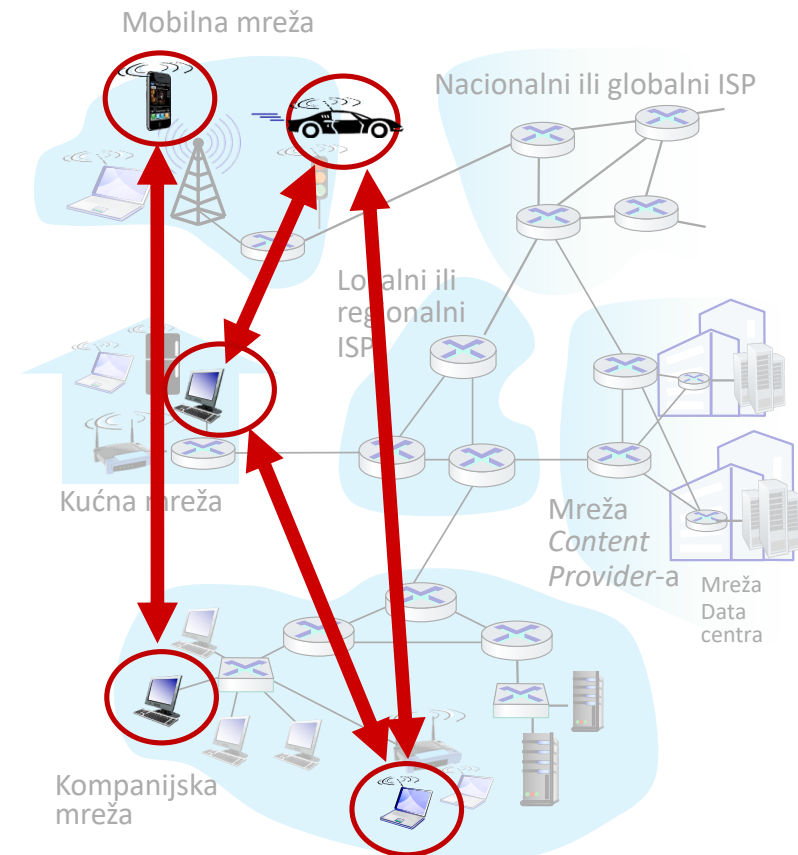 Mobilna mreža
Nacionalni ili globalni ISP
Lokalni ili
regionalni
ISP
Kućna mreža
Mreža
Content
Provider-a
Mreža
Data
centra
Kompanijska
mreža